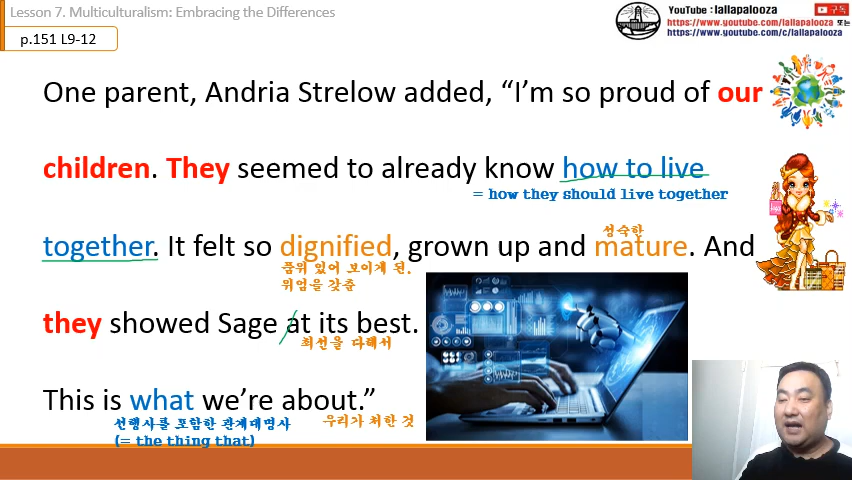 Lesson 7. Multiculturalism: Embracing the Differences
p.151 L9-12
YouTube : lallapalooza 구독
https://www.youtube.com/lallapalooza 또는
https://www.youtube.com/c/lallapalooza
One parent, Andria Strelow added, “I’m so proud of our
children. They seemed to already know how to live
= how they should live together
성숙한
together. It felt so dignified, grown up and mature. And
품위 있어 보이게 된,
위엄을 갖춘
they showed Sage at its best.
최선을 다해서
This is what we’re about.”
선행사를 포함한 관계대명사
(= the thing that)
우리가 처한 것